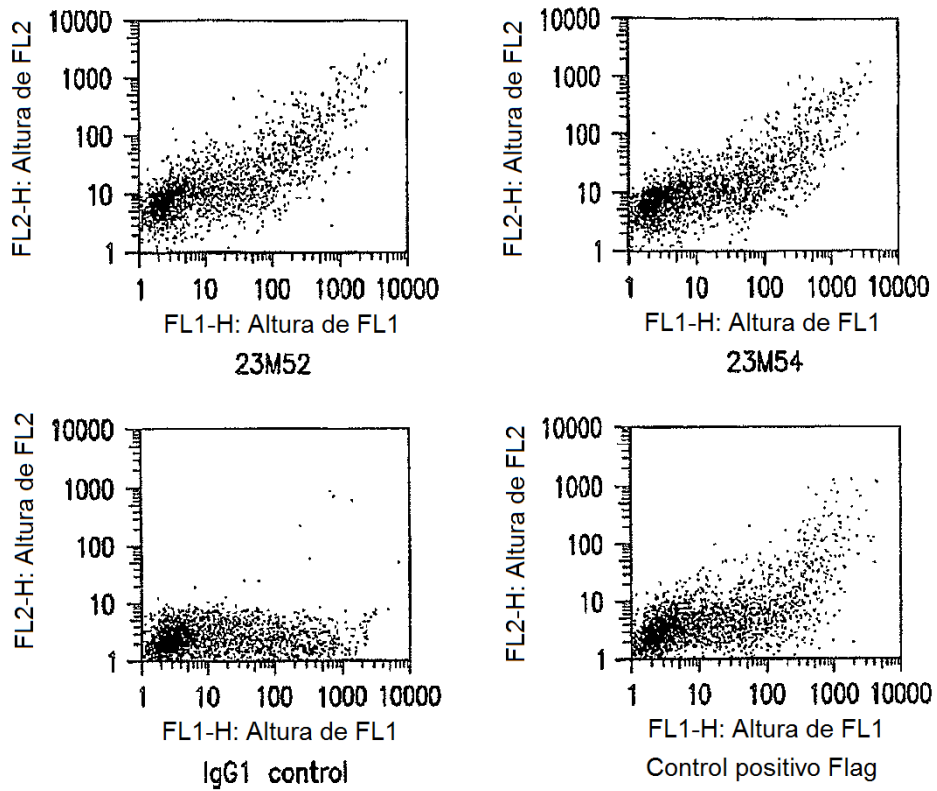 10000
1000
100
10
1
FL2-H: Altura de FL2
1 10 100 1000 10000
FL1-H: Altura de FL1
23M52
10000
1000
100
10
1
FL2-H: Altura de FL2
1 10 100 1000 10000
FL1-H: Altura de FL1
23M54
10000
1000
100
10
1
FL2-H: Altura de FL2
1 10 100 1000 10000
FL1-H: Altura de FL1
IgG1 control
10000
1000
100
10
1
FL2-H: Altura de FL2
1 10 100 1000 10000
FL1-H: Altura de FL1
Control positivo Flag